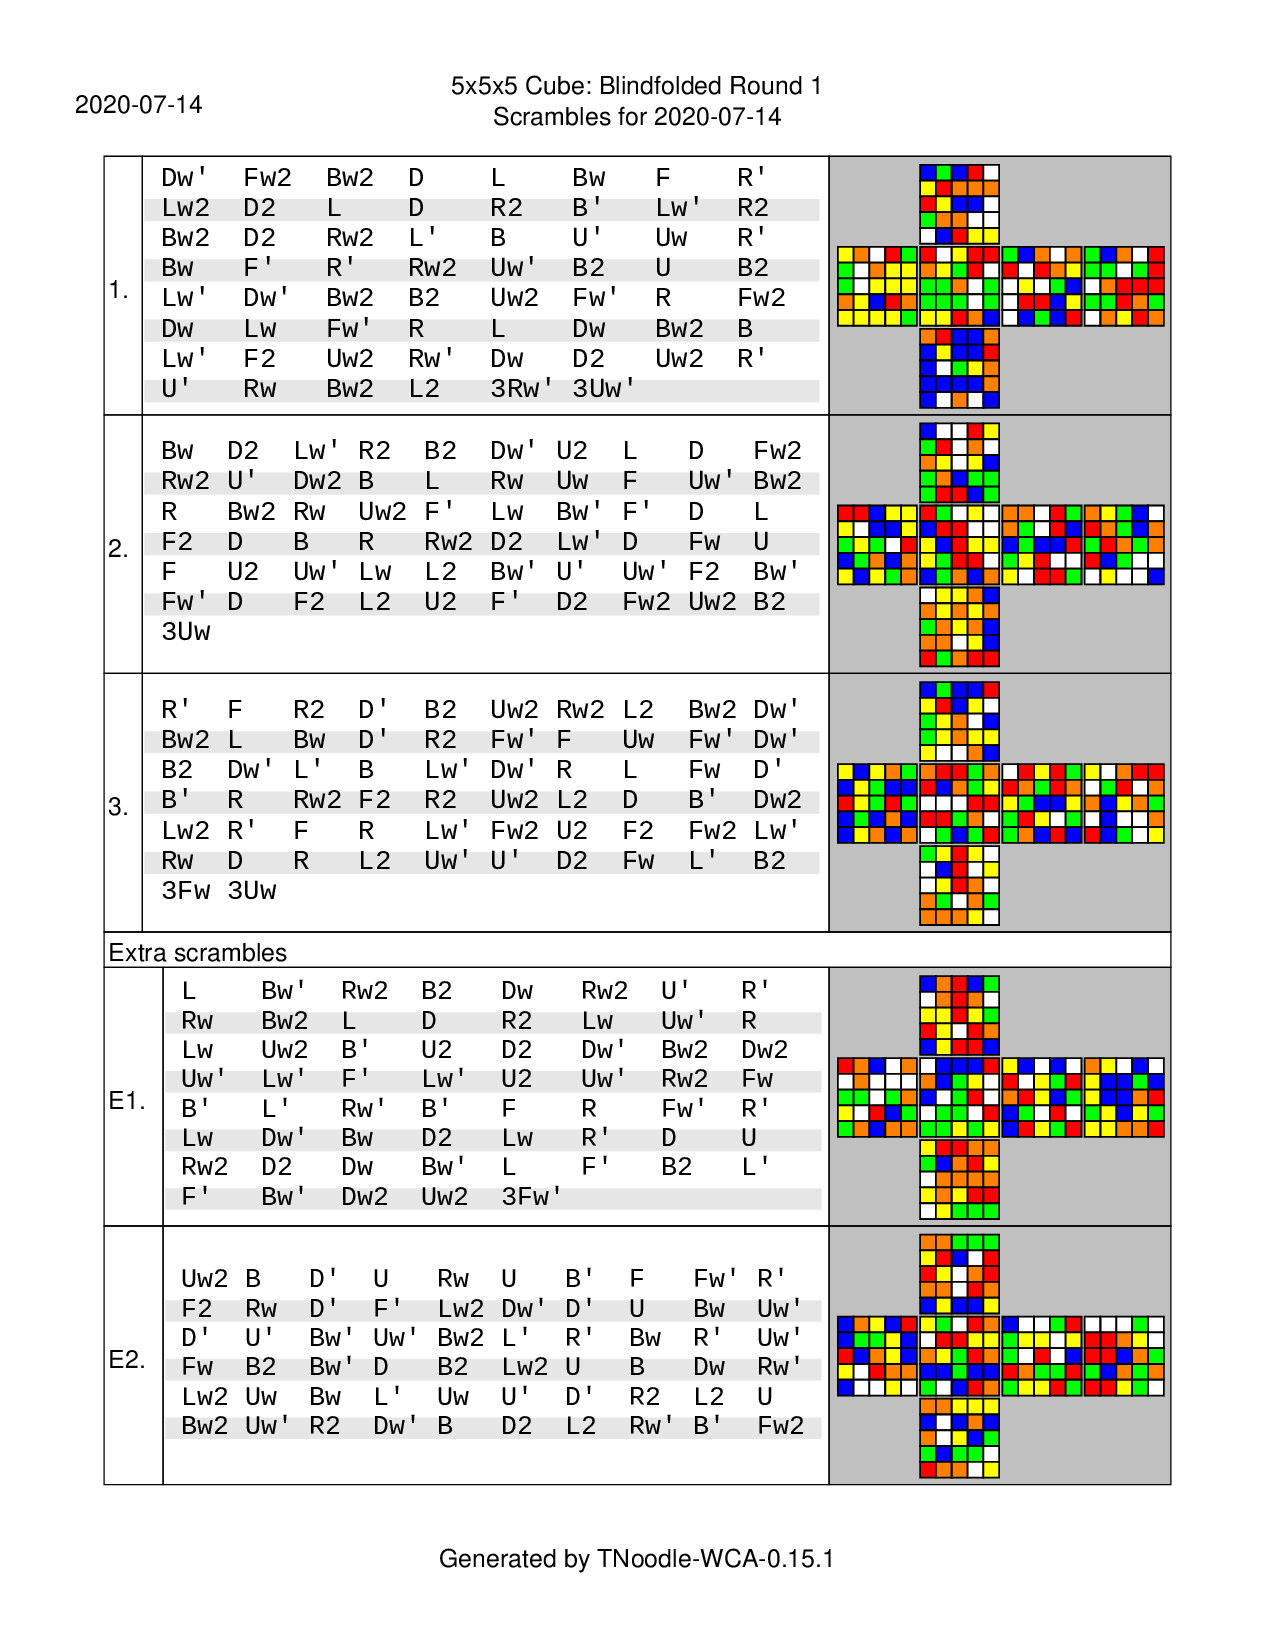 2020-07-14
5x5x5 Cube: Blindfolded Round 1
Scrambles for 2020-07-14
1.
Dw' Fw2 Bw2 D L Bw F R'
Lw2 D2 L D R2 B' Lw' R2
Bw2 D2 Rw2 L' B U' Uw R'
Bw F' R' Rw2 Uw' B2 U B2
Lw' Dw' Bw2 B2 Uw2 Fw' R Fw2
Dw Lw Fw' R L Dw Bw2 B
Lw' F2 Uw2 Rw' Dw D2 Uw2 R'
U' Rw Bw2 L2 3Rw' 3Uw'
2.
Bw D2 Lw' R2 B2 Dw' U2 L D Fw2
Rw2 U' Dw2 B L Rw Uw F Uw' Bw2
R Bw2 Rw Uw2 F' Lw Bw' F' D L
F2 D B R Rw2 D2 Lw' D Fw U
F U2 Uw' Lw L2 Bw' U' Uw' F2 Bw'
Fw' D F2 L2 U2 F' D2 Fw2 Uw2 B2
3Uw
3.
R' F R2 D' B2 Uw2 Rw2 L2 Bw2 Dw'
Bw2 L Bw D' R2 Fw' F Uw Fw' Dw'
B2 Dw' L' B Lw' Dw' R L Fw D'
B' R Rw2 F2 R2 Uw2 L2 D B' Dw2
Lw2 R' F R Lw' Fw2 U2 F2 Fw2 Lw'
Rw D R L2 Uw' U' D2 Fw L' B2
3Fw 3Uw
Extra scrambles
E1.
L Bw' Rw2 B2 Dw Rw2 U' R'
Rw Bw2 L D R2 Lw Uw' R
Lw Uw2 B' U2 D2 Dw' Bw2 Dw2
Uw' Lw' F' Lw' U2 Uw' Rw2 Fw
B' L' Rw' B' F R Fw' R'
Lw Dw' Bw D2 Lw R' D U
Rw2 D2 Dw Bw' L F' B2 L'
F' Bw' Dw2 Uw2 3Fw'
E2.
Uw2 B D' U Rw U B' F Fw' R'
F2 Rw D' F' Lw2 Dw' D' U Bw Uw'
D' U' Bw' Uw' Bw2 L' R' Bw R' Uw'
Fw B2 Bw' D B2 Lw2 U B Dw Rw'
Lw2 Uw Bw L' Uw U' D' R2 L2 U
Bw2 Uw' R2 Dw' B D2 L2 Rw' B' Fw2
Generated by TNoodle-WCA-0.15.1